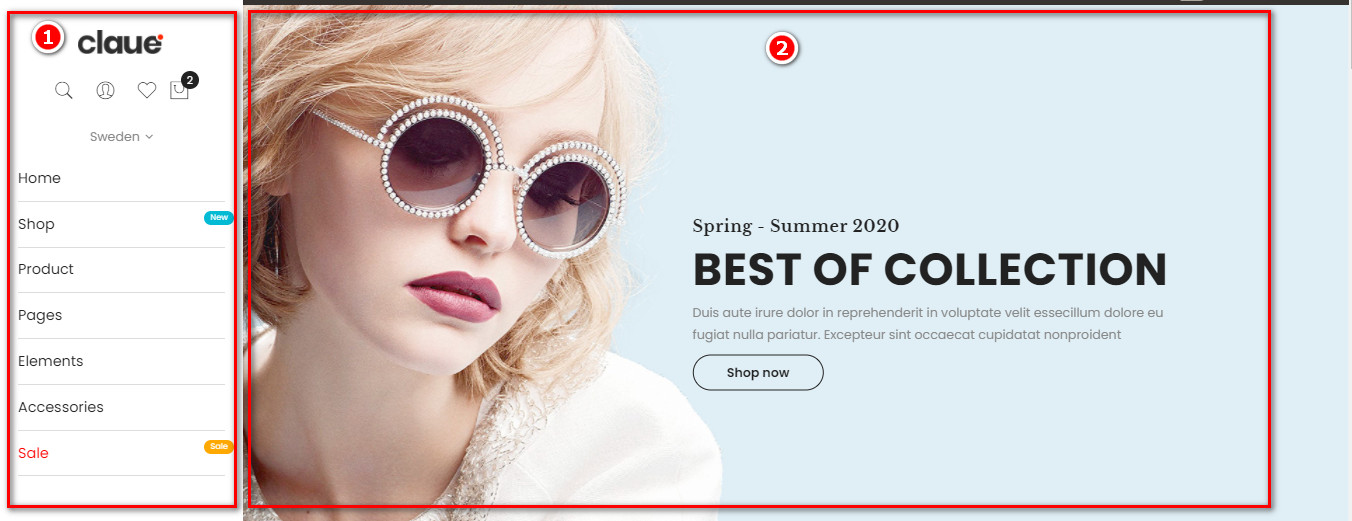 1
claue
2
Sweden
Home
Shop
New
Product
Pages
Elements
Accessories
Sale
Sale
2
Spring - Summer 2020
BEST OF COLLECTION
Duis aute irure dolor in reprehenderit in voluptate velit essecillum dolore eu
fugiat nulla pariatur. Excepteur sint occaecat cupidatat nonproident
Shop now